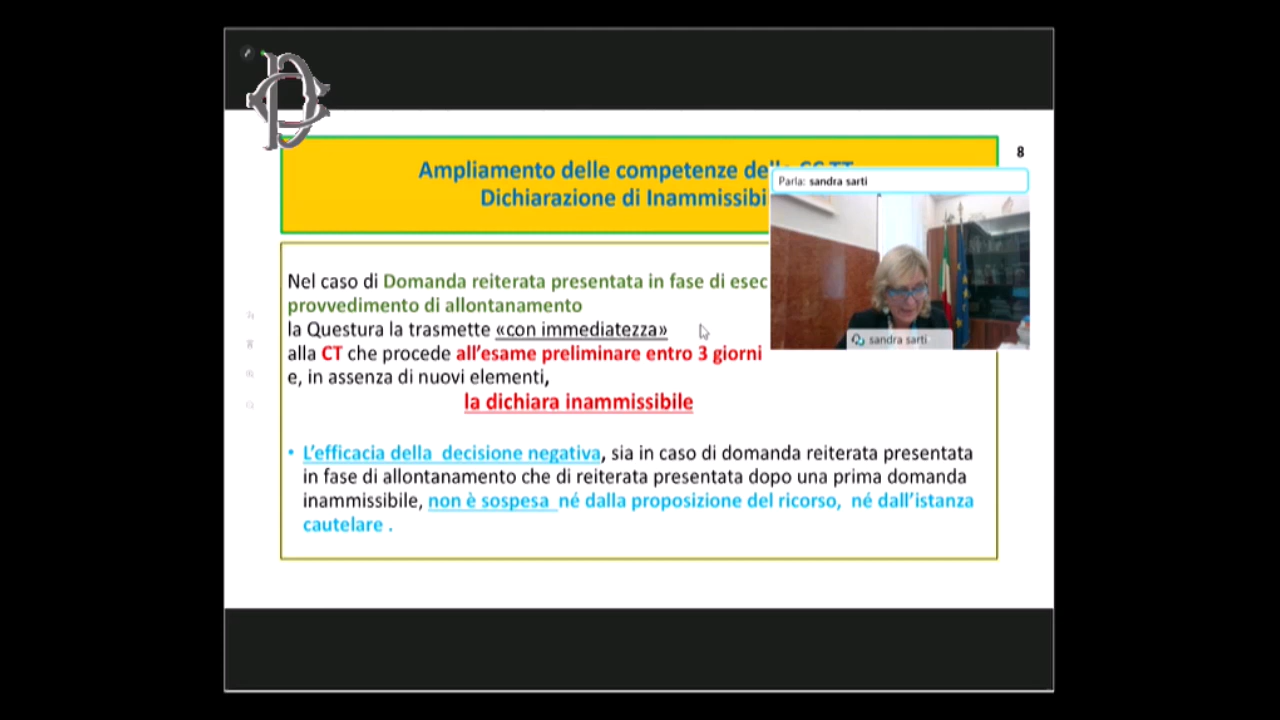 8
Ampliamento delle competenze delle CC.TT
Dichiarazione di Inammissibi
Parla: sandra sarti
Nel caso di Domanda reiterata presentata in fase di esec
provvedimento di allontanamento
la Questura la trasmette «con immediatezza»
alla CT che procede all’esame preliminare entro 3 giorni
e, in assenza di nuovi elementi,
la dichiara inammissibile
sandra sarti
• L’efficacia della decisione negativa, sia in caso di domanda reiterata presentata
in fase di allontanamento che di reiterata presentata dopo una prima domanda
inammissibile, non è sospesa né dalla proposizione del ricorso, né dall’istanza
cautelare .